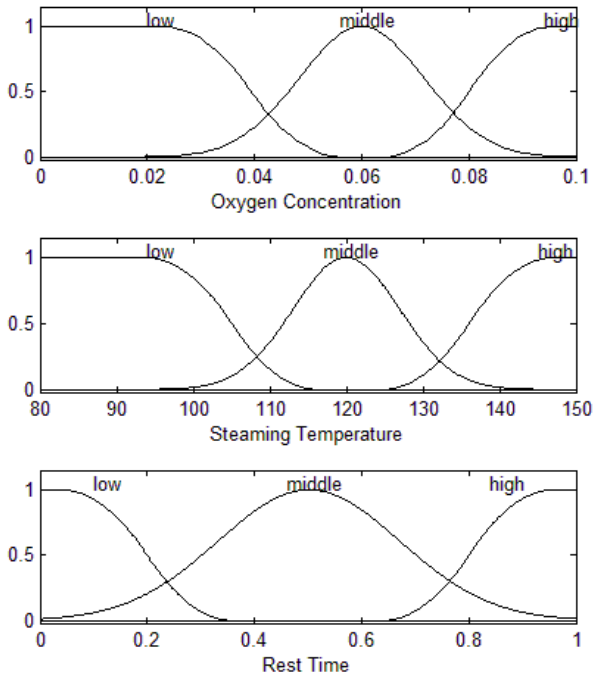 low middle high
1
0.5
0
0 0.02 0.04 0.06 0.08 0.1
Oxygen Concentration
low middle high
1
0.5
0
80 90 100 110 120 130 140 150
Steaming Temperature
low middle high
1
0.5
0
0 0.2 0.4 0.6 0.8 1
Rest Time